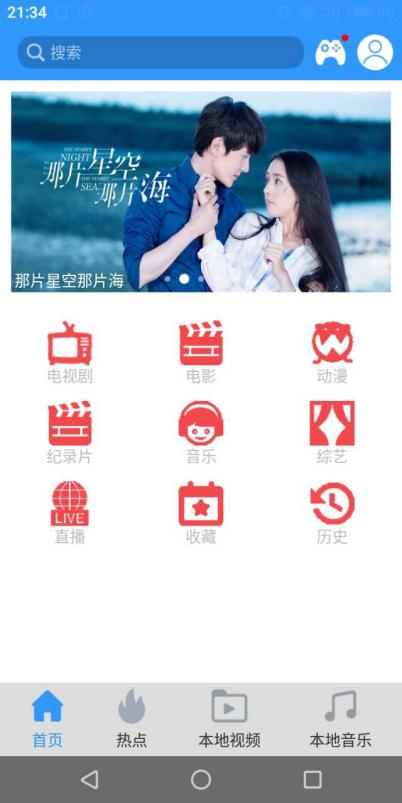 21:34
90
搜索
THE STARRY
NIGHT
那片星空
THE STARRY
SEA
那片海
那片星空那片海
电视剧
电影
动漫
纪录片
音乐
综艺
LIVE
直播
收藏
历史
首页
热点
本地视频
本地音乐